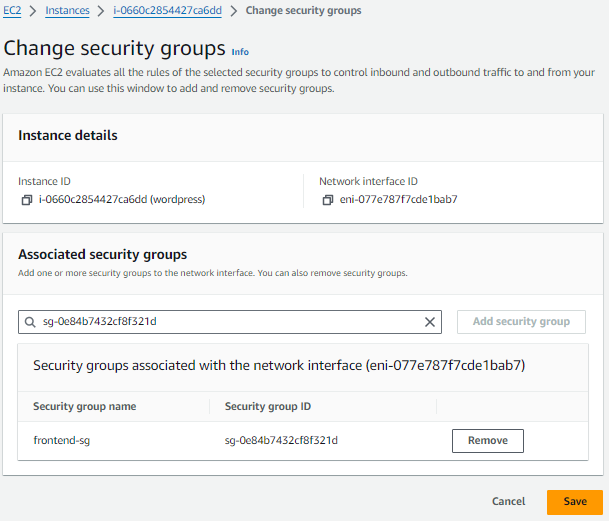 EC2 > Instances > i-0660c2854427ca6dd > Change security groups
Change security groups Info
Amazon EC2 evaluates all the rules of the selected security groups to control inbound and outbound traffic to and from your
instance. You can use this window to add and remove security groups.
Instance details
Instance ID
Network interface ID
i-0660c2854427ca6dd (wordpress)
eni-077e787f7cde1bab7
Associated security groups
Add one or more security groups to the network interface. You can also remove security groups.
sg-0e84b7432cf8f321d
Add security group
Security groups associated with the network interface (eni-077e787f7cde1bab7)
Security group name
Security group ID
frontend-sg
sg-0e84b7432cf8f321d
Remove
Cancel
Save